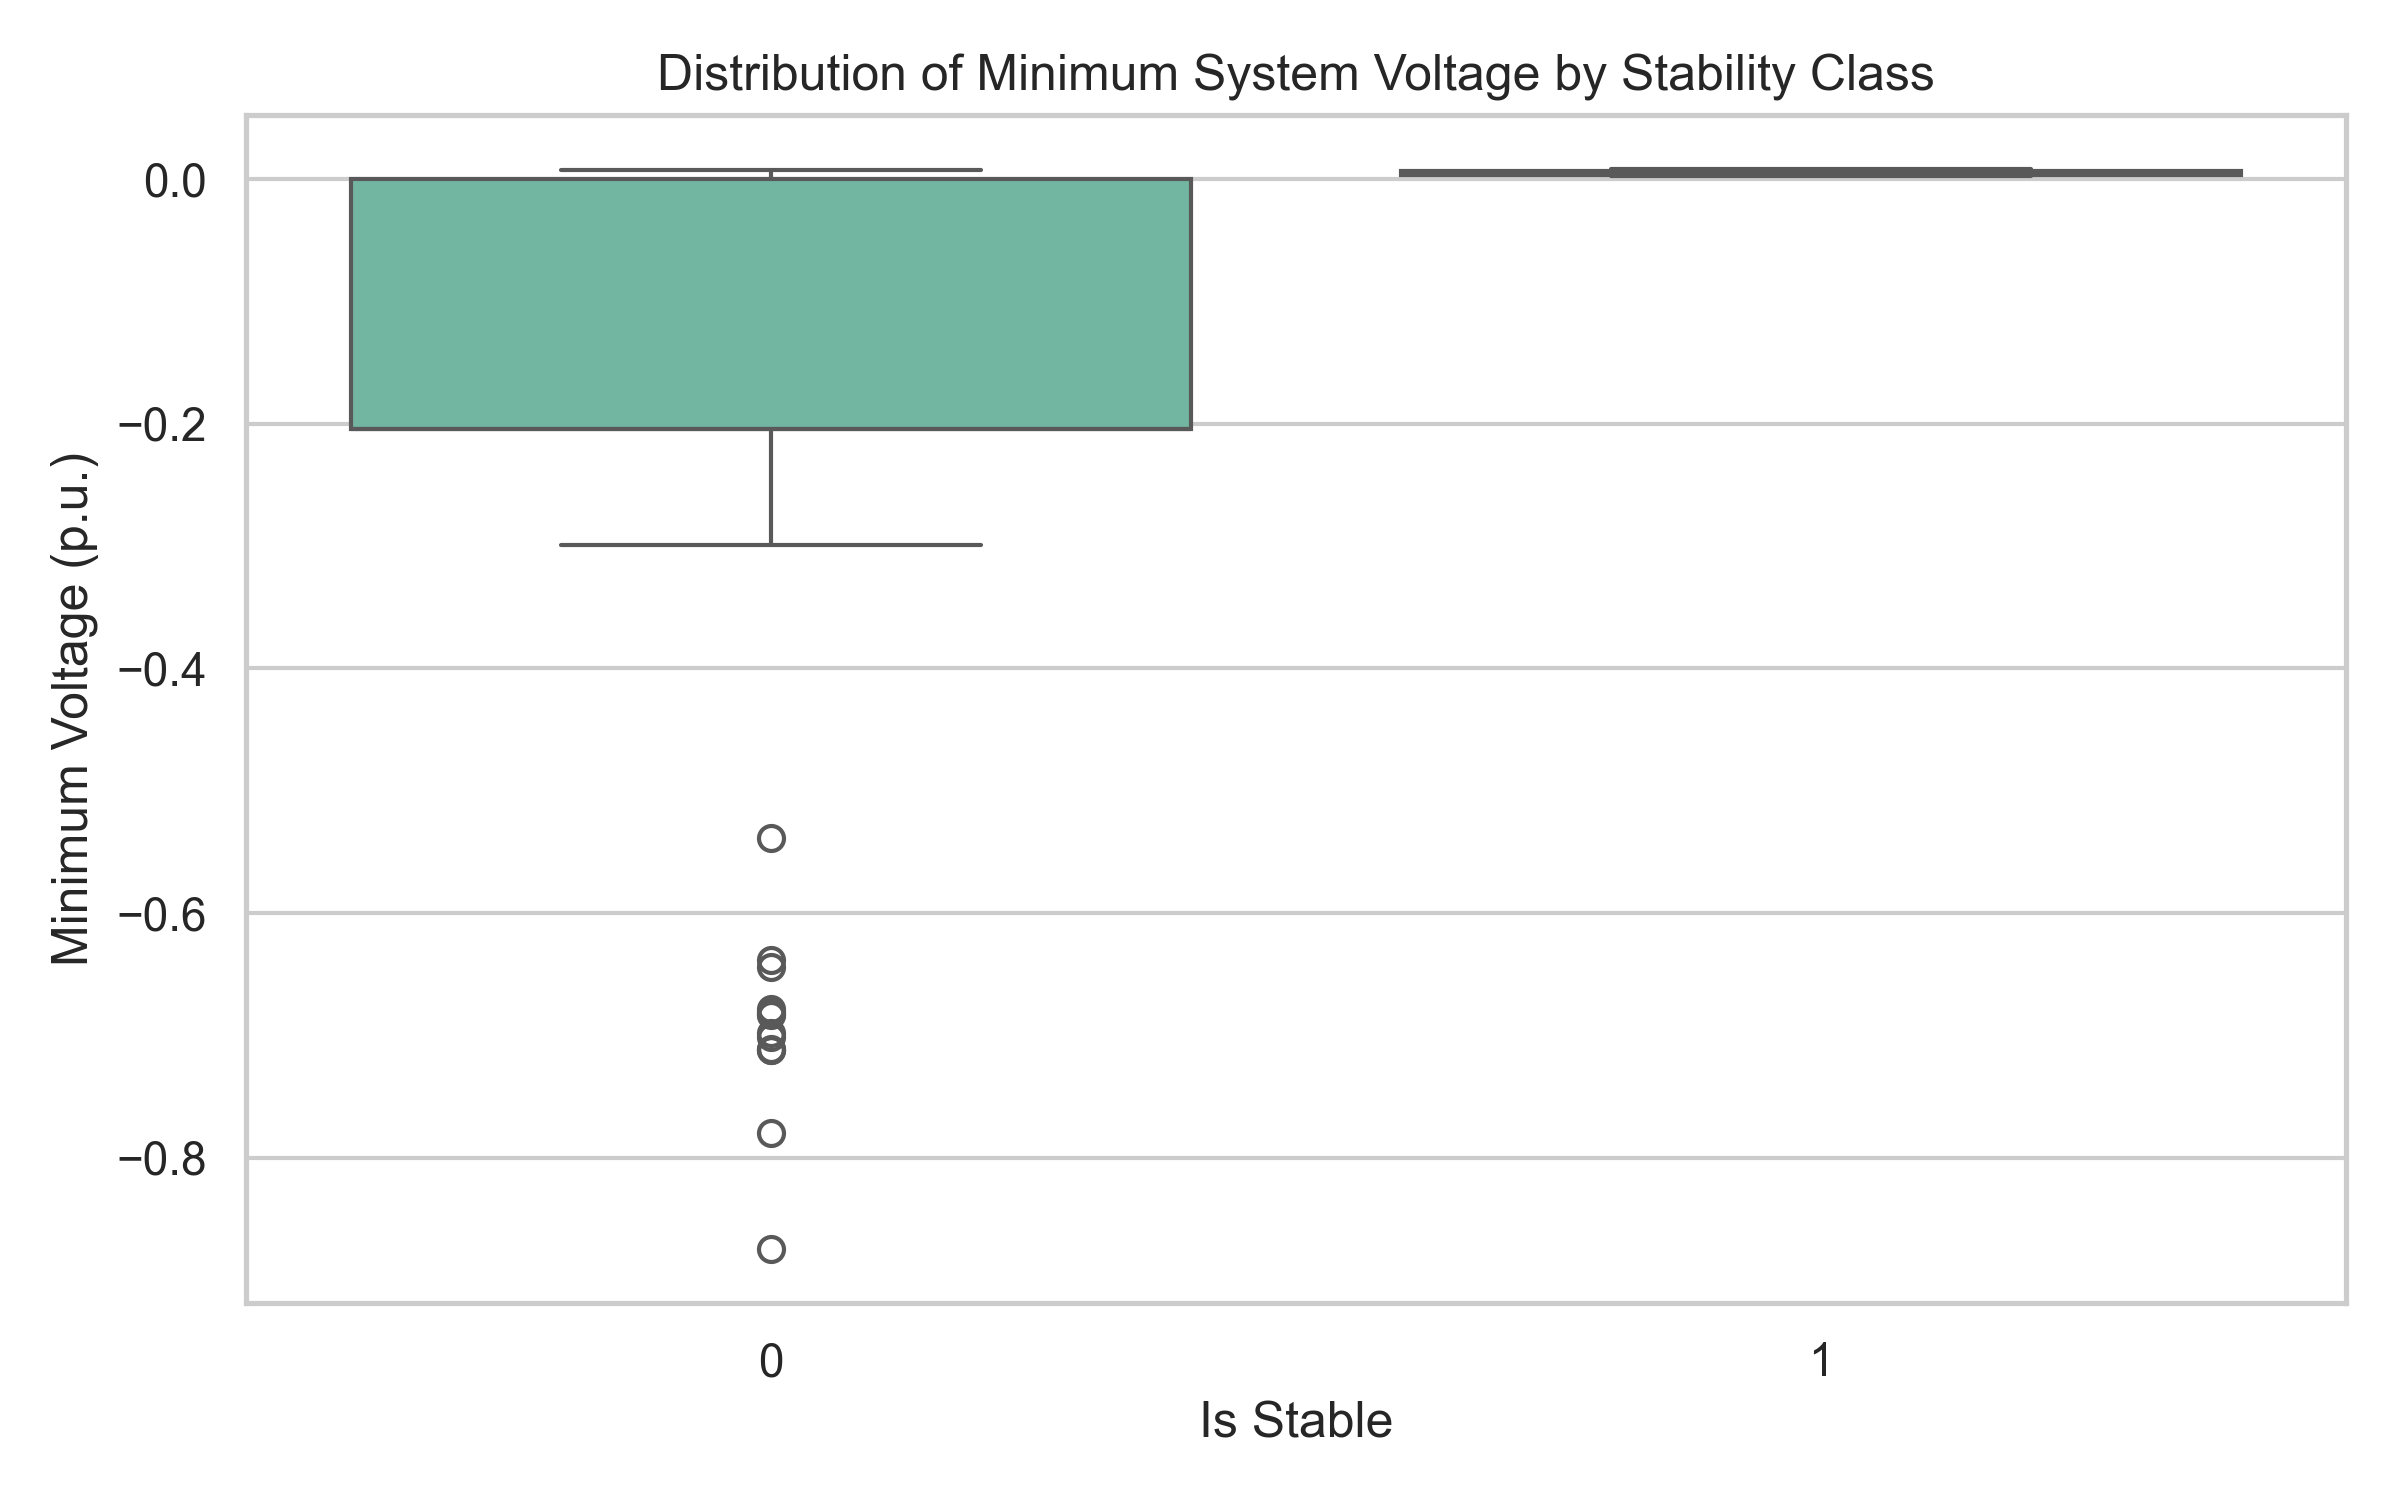 Distribution of Minimum System Voltage by Stability Class
Minimum Voltage (p.u.)
0.0
−0.2
−0.4
−0.6
−0.8
0
1
Is Stable